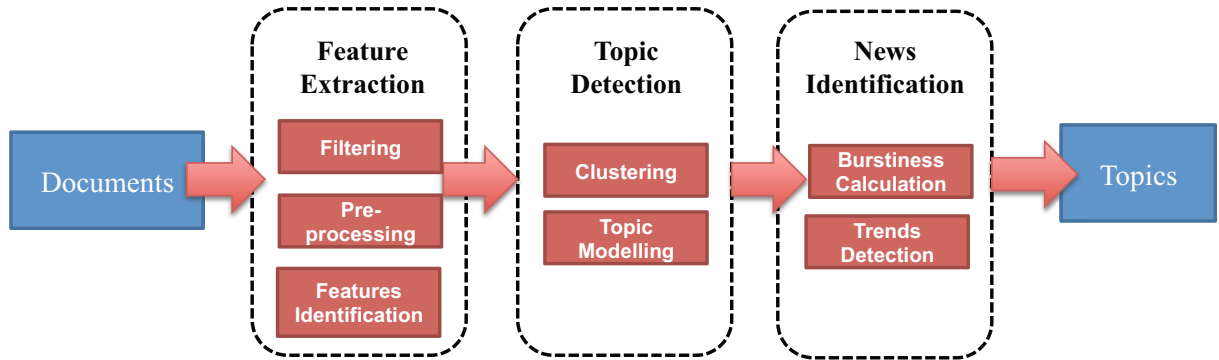 Documents
Feature
Extraction
Filtering
Pre-
processing
Features
Identification
Topic
Detection
Clustering
Topic
Modelling
News
Identification
Burstiness
Calculation
Trends
Detection
Topics